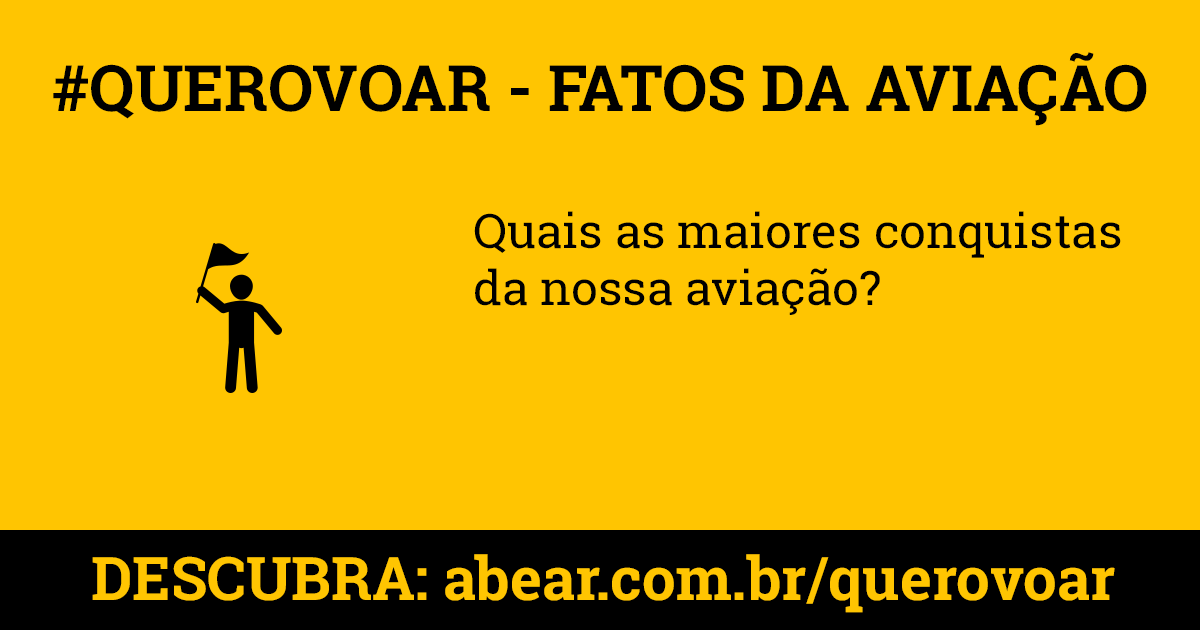 #QUEROVOAR - FATOS DA AVIAÇÃO
Quais as maiores conquistas
da nossa aviação?
DESCUBRA: abear.com.br/querovoar